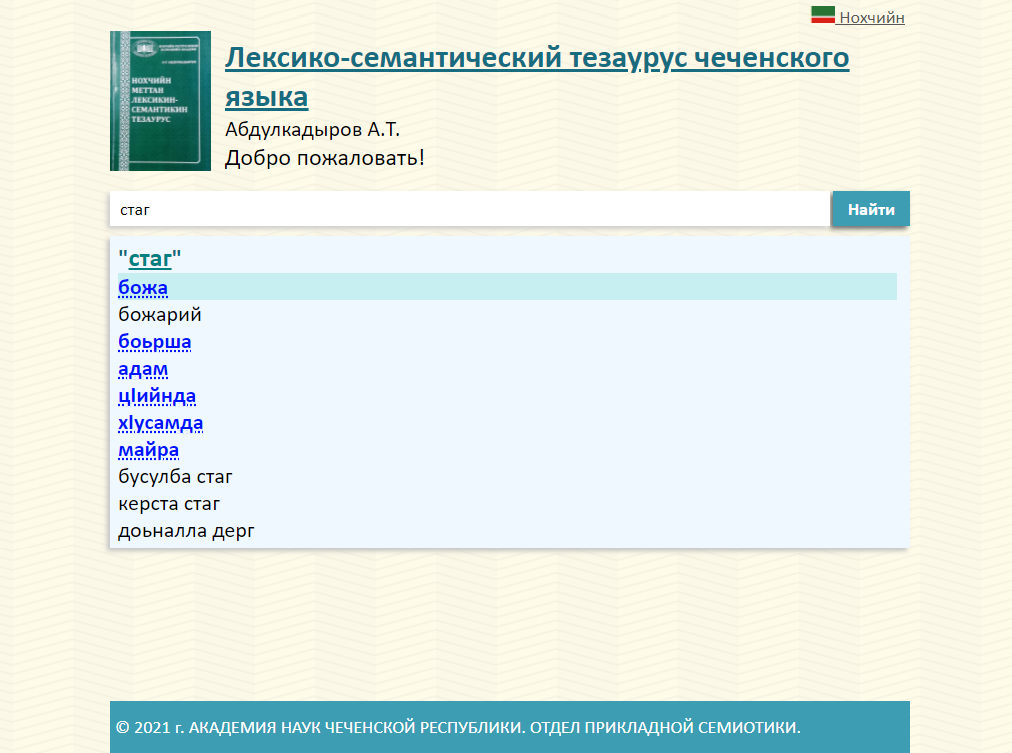 Нохчийн
НОХЧИЙН
МЕТТАН
ЛЕКСИКИН-
СЕМАНТИКИН
ТЕЗАУРУС
Лексико-семантический тезаурус чеченского
языка
Абдулкадыров А.Т.
Добро пожаловать!
стаг
Найти
"стаг"
божа
божарий
боьрша
адам
цӏийнда
хӏусамда
майра
бусулба стаг
керста стаг
доьналла дерг
© 2021 г. АКАДЕМИЯ НАУК ЧЕЧЕНСКОЙ РЕСПУБЛИКИ. ОТДЕЛ ПРИКЛАДНОЙ СЕМИОТИКИ.